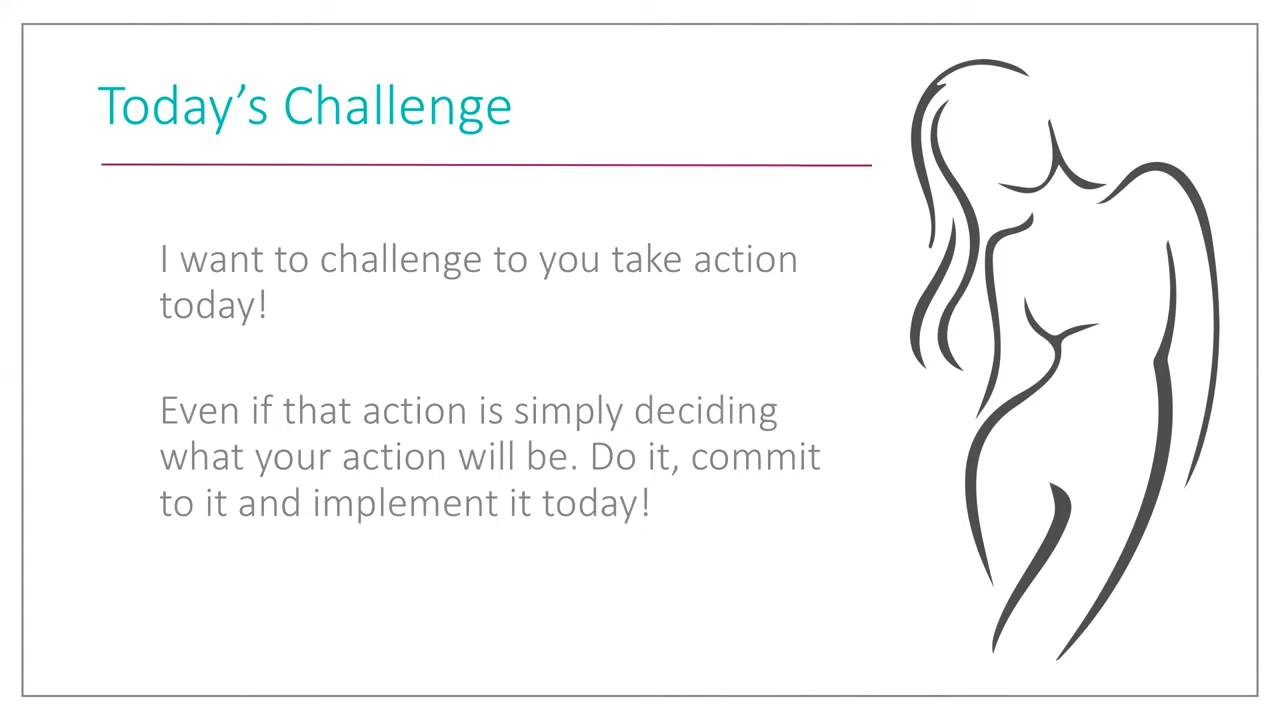 Today’s Challenge
I want to challenge to you take action
today!
Even if that action is simply deciding
what your action will be. Do it, commit
to it and implement it today!